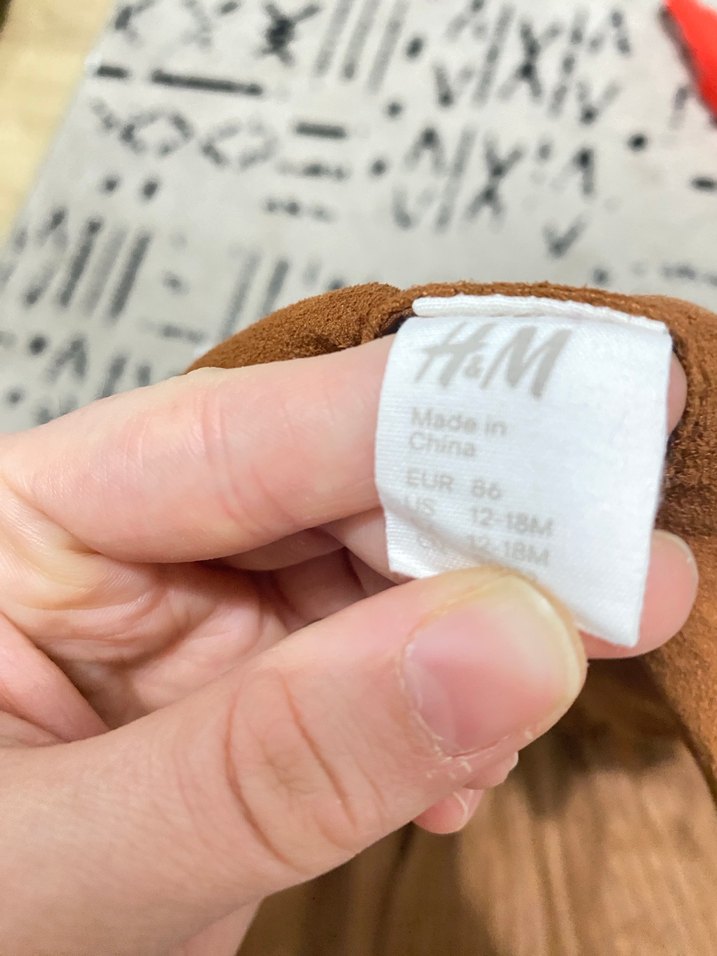 H&M
Made in
China
EUR 86
US 12-18M
12-18M